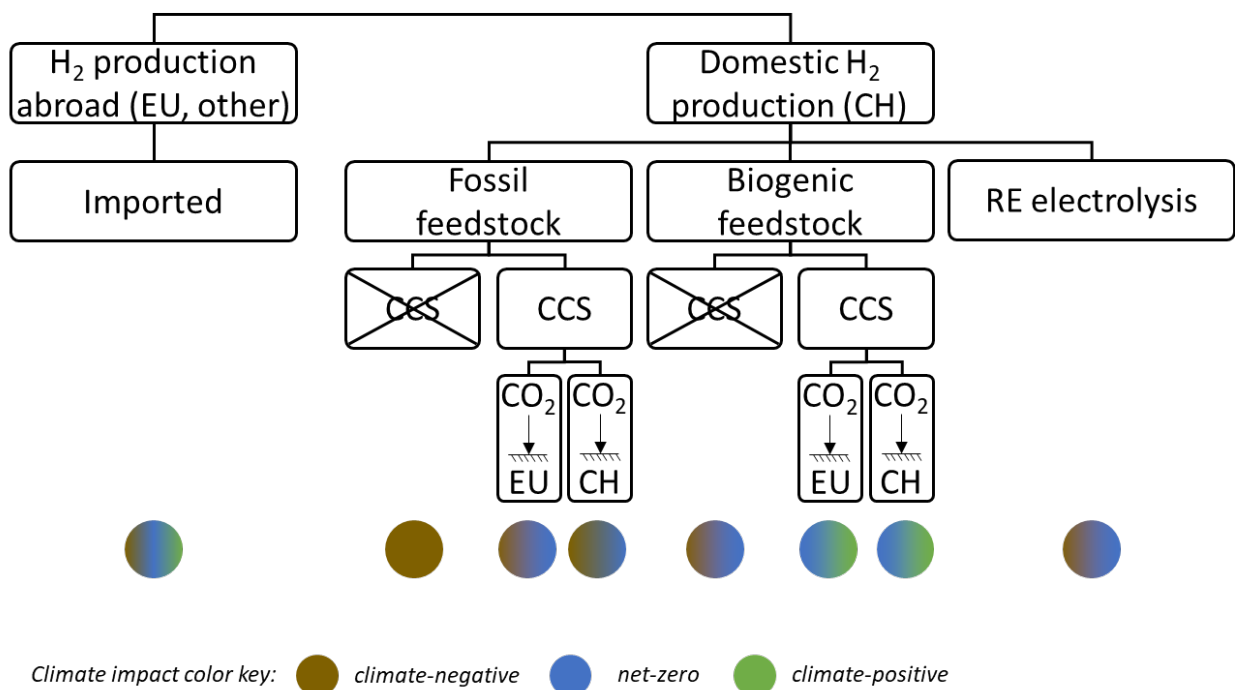 H₂ production
abroad (EU, other)
Domestic H₂
production (CH)
Imported
Fossil
feedstock
Biogenic
feedstock
RE electrolysis
CCS
CCS
CCS
CCS
CO₂
EU
CO₂
CH
CO₂
EU
CO₂
CH
Climate impact color key: climate-negative net-zero climate-positive